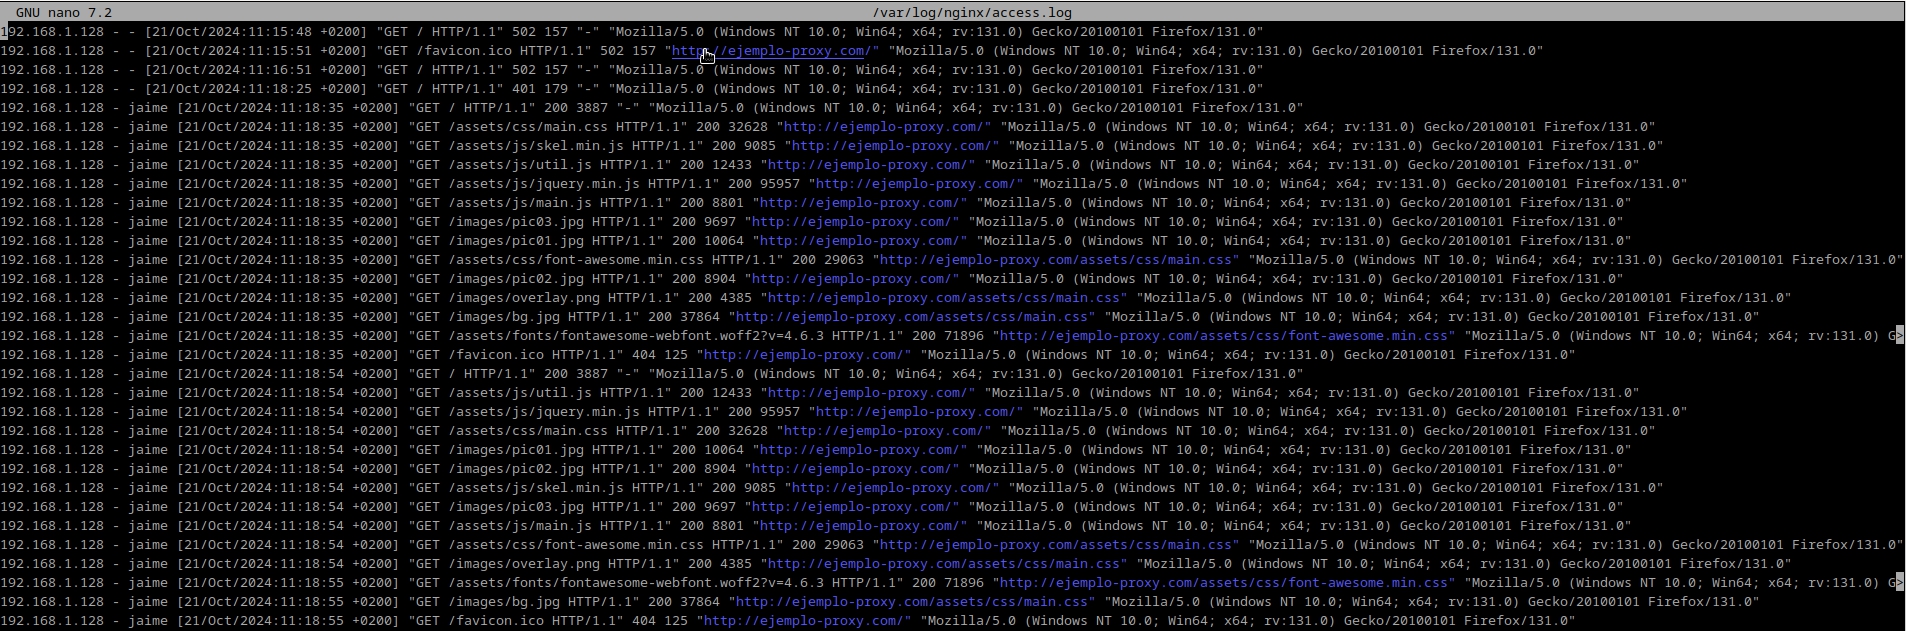 GNU nano 7.2 /var/log/nginx/access.log
192.168.1.128 - - [21/Oct/2024:11:15:48 +0200] "GET / HTTP/1.1" 502 157 "-" "Mozilla/5.0 (Windows NT 10.0; Win64; x64; rv:131.0) Gecko/20100101 Firefox/131.0"
192.168.1.128 - - [21/Oct/2024:11:15:51 +0200] "GET /favicon.ico HTTP/1.1" 502 157 "http://ejemplo-proxy.com/" "Mozilla/5.0 (Windows NT 10.0; Win64; x64; rv:131.0) Gecko/20100101 Firefox/131.0"
192.168.1.128 - - [21/Oct/2024:11:16:51 +0200] "GET / HTTP/1.1" 502 157 "-" "Mozilla/5.0 (Windows NT 10.0; Win64; x64; rv:131.0) Gecko/20100101 Firefox/131.0"
192.168.1.128 - - [21/Oct/2024:11:18:25 +0200] "GET / HTTP/1.1" 401 179 "-" "Mozilla/5.0 (Windows NT 10.0; Win64; x64; rv:131.0) Gecko/20100101 Firefox/131.0"
192.168.1.128 - jaime [21/Oct/2024:11:18:35 +0200] "GET / HTTP/1.1" 200 3887 "-" "Mozilla/5.0 (Windows NT 10.0; Win64; x64; rv:131.0) Gecko/20100101 Firefox/131.0"
192.168.1.128 - jaime [21/Oct/2024:11:18:35 +0200] "GET /assets/css/main.css HTTP/1.1" 200 32628 "http://ejemplo-proxy.com/" "Mozilla/5.0 (Windows NT 10.0; Win64; x64; rv:131.0) Gecko/20100101 Firefox/131.0"
192.168.1.128 - jaime [21/Oct/2024:11:18:35 +0200] "GET /assets/js/skel.min.js HTTP/1.1" 200 9085 "http://ejemplo-proxy.com/" "Mozilla/5.0 (Windows NT 10.0; Win64; x64; rv:131.0) Gecko/20100101 Firefox/131.0"
192.168.1.128 - jaime [21/Oct/2024:11:18:35 +0200] "GET /assets/js/util.js HTTP/1.1" 200 12433 "http://ejemplo-proxy.com/" "Mozilla/5.0 (Windows NT 10.0; Win64; x64; rv:131.0) Gecko/20100101 Firefox/131.0"
192.168.1.128 - jaime [21/Oct/2024:11:18:35 +0200] "GET /assets/js/jquery.min.js HTTP/1.1" 200 95957 "http://ejemplo-proxy.com/" "Mozilla/5.0 (Windows NT 10.0; Win64; x64; rv:131.0) Gecko/20100101 Firefox/131.0"
192.168.1.128 - jaime [21/Oct/2024:11:18:35 +0200] "GET /assets/js/main.js HTTP/1.1" 200 8801 "http://ejemplo-proxy.com/" "Mozilla/5.0 (Windows NT 10.0; Win64; x64; rv:131.0) Gecko/20100101 Firefox/131.0"
192.168.1.128 - jaime [21/Oct/2024:11:18:35 +0200] "GET /images/pic03.jpg HTTP/1.1" 200 9697 "http://ejemplo-proxy.com/" "Mozilla/5.0 (Windows NT 10.0; Win64; x64; rv:131.0) Gecko/20100101 Firefox/131.0"
192.168.1.128 - jaime [21/Oct/2024:11:18:35 +0200] "GET /images/pic01.jpg HTTP/1.1" 200 10064 "http://ejemplo-proxy.com/" "Mozilla/5.0 (Windows NT 10.0; Win64; x64; rv:131.0) Gecko/20100101 Firefox/131.0"
192.168.1.128 - jaime [21/Oct/2024:11:18:35 +0200] "GET /assets/css/font-awesome.min.css HTTP/1.1" 200 29063 "http://ejemplo-proxy.com/assets/css/main.css" "Mozilla/5.0 (Windows NT 10.0; Win64; x64; rv:131.0) Gecko/20100101 Firefox/131.0"
192.168.1.128 - jaime [21/Oct/2024:11:18:35 +0200] "GET /images/pic02.jpg HTTP/1.1" 200 8904 "http://ejemplo-proxy.com/" "Mozilla/5.0 (Windows NT 10.0; Win64; x64; rv:131.0) Gecko/20100101 Firefox/131.0"
192.168.1.128 - jaime [21/Oct/2024:11:18:35 +0200] "GET /images/overlay.png HTTP/1.1" 200 4385 "http://ejemplo-proxy.com/assets/css/main.css" "Mozilla/5.0 (Windows NT 10.0; Win64; x64; rv:131.0) Gecko/20100101 Firefox/131.0"
192.168.1.128 - jaime [21/Oct/2024:11:18:35 +0200] "GET /images/bg.jpg HTTP/1.1" 200 37864 "http://ejemplo-proxy.com/assets/css/main.css" "Mozilla/5.0 (Windows NT 10.0; Win64; x64; rv:131.0) Gecko/20100101 Firefox/131.0"
192.168.1.128 - jaime [21/Oct/2024:11:18:35 +0200] "GET /assets/fonts/fontawesome-webfont.woff2?v=4.6.3 HTTP/1.1" 200 71896 "http://ejemplo-proxy.com/assets/css/font-awesome.min.css" "Mozilla/5.0 (Windows NT 10.0; Win64; x64; rv:131.0) G>
192.168.1.128 - jaime [21/Oct/2024:11:18:35 +0200] "GET /favicon.ico HTTP/1.1" 404 125 "http://ejemplo-proxy.com/" "Mozilla/5.0 (Windows NT 10.0; Win64; x64; rv:131.0) Gecko/20100101 Firefox/131.0"
192.168.1.128 - jaime [21/Oct/2024:11:18:54 +0200] "GET / HTTP/1.1" 200 3887 "-" "Mozilla/5.0 (Windows NT 10.0; Win64; x64; rv:131.0) Gecko/20100101 Firefox/131.0"
192.168.1.128 - jaime [21/Oct/2024:11:18:54 +0200] "GET /assets/js/util.js HTTP/1.1" 200 12433 "http://ejemplo-proxy.com/" "Mozilla/5.0 (Windows NT 10.0; Win64; x64; rv:131.0) Gecko/20100101 Firefox/131.0"
192.168.1.128 - jaime [21/Oct/2024:11:18:54 +0200] "GET /assets/js/jquery.min.js HTTP/1.1" 200 95957 "http://ejemplo-proxy.com/" "Mozilla/5.0 (Windows NT 10.0; Win64; x64; rv:131.0) Gecko/20100101 Firefox/131.0"
192.168.1.128 - jaime [21/Oct/2024:11:18:54 +0200] "GET /assets/css/main.css HTTP/1.1" 200 32628 "http://ejemplo-proxy.com/" "Mozilla/5.0 (Windows NT 10.0; Win64; x64; rv:131.0) Gecko/20100101 Firefox/131.0"
192.168.1.128 - jaime [21/Oct/2024:11:18:54 +0200] "GET /images/pic01.jpg HTTP/1.1" 200 10064 "http://ejemplo-proxy.com/" "Mozilla/5.0 (Windows NT 10.0; Win64; x64; rv:131.0) Gecko/20100101 Firefox/131.0"
192.168.1.128 - jaime [21/Oct/2024:11:18:54 +0200] "GET /images/pic02.jpg HTTP/1.1" 200 8904 "http://ejemplo-proxy.com/" "Mozilla/5.0 (Windows NT 10.0; Win64; x64; rv:131.0) Gecko/20100101 Firefox/131.0"
192.168.1.128 - jaime [21/Oct/2024:11:18:54 +0200] "GET /assets/js/skel.min.js HTTP/1.1" 200 9085 "http://ejemplo-proxy.com/" "Mozilla/5.0 (Windows NT 10.0; Win64; x64; rv:131.0) Gecko/20100101 Firefox/131.0"
192.168.1.128 - jaime [21/Oct/2024:11:18:54 +0200] "GET /images/pic03.jpg HTTP/1.1" 200 9697 "http://ejemplo-proxy.com/" "Mozilla/5.0 (Windows NT 10.0; Win64; x64; rv:131.0) Gecko/20100101 Firefox/131.0"
192.168.1.128 - jaime [21/Oct/2024:11:18:54 +0200] "GET /assets/js/main.js HTTP/1.1" 200 8801 "http://ejemplo-proxy.com/" "Mozilla/5.0 (Windows NT 10.0; Win64; x64; rv:131.0) Gecko/20100101 Firefox/131.0"
192.168.1.128 - jaime [21/Oct/2024:11:18:54 +0200] "GET /assets/css/font-awesome.min.css HTTP/1.1" 200 29063 "http://ejemplo-proxy.com/assets/css/main.css" "Mozilla/5.0 (Windows NT 10.0; Win64; x64; rv:131.0) Gecko/20100101 Firefox/131.0"
192.168.1.128 - jaime [21/Oct/2024:11:18:54 +0200] "GET /images/overlay.png HTTP/1.1" 200 4385 "http://ejemplo-proxy.com/assets/css/main.css" "Mozilla/5.0 (Windows NT 10.0; Win64; x64; rv:131.0) Gecko/20100101 Firefox/131.0"
192.168.1.128 - jaime [21/Oct/2024:11:18:55 +0200] "GET /assets/fonts/fontawesome-webfont.woff2?v=4.6.3 HTTP/1.1" 200 71896 "http://ejemplo-proxy.com/assets/css/font-awesome.min.css" "Mozilla/5.0 (Windows NT 10.0; Win64; x64; rv:131.0) G>
192.168.1.128 - jaime [21/Oct/2024:11:18:55 +0200] "GET /images/bg.jpg HTTP/1.1" 200 37864 "http://ejemplo-proxy.com/assets/css/main.css" "Mozilla/5.0 (Windows NT 10.0; Win64; x64; rv:131.0) Gecko/20100101 Firefox/131.0"
192.168.1.128 - jaime [21/Oct/2024:11:18:55 +0200] "GET /favicon.ico HTTP/1.1" 404 125 "http://ejemplo-proxy.com/" "Mozilla/5.0 (Windows NT 10.0; Win64; x64; rv:131.0) Gecko/20100101 Firefox/131.0"